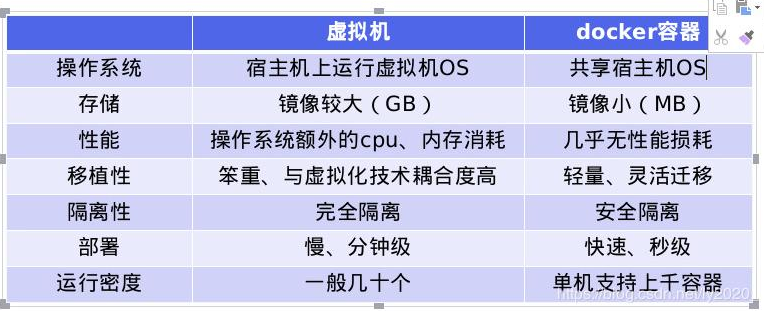 虚拟机 docker容器
操作系统 宿主机上运行虚拟机OS 共享宿主机OS
存储 镜像较大（GB） 镜像小（MB）
性能 操作系统额外的cpu、内存消耗 几乎无性能损耗
移植性 笨重、与虚拟化技术耦合度高 轻量、灵活迁移
隔离性 完全隔离 安全隔离
部署 慢、分钟级 快速、秒级
运行密度 一般几十个 单机支持上千容器
https://blog.csdn.net/ly2020_